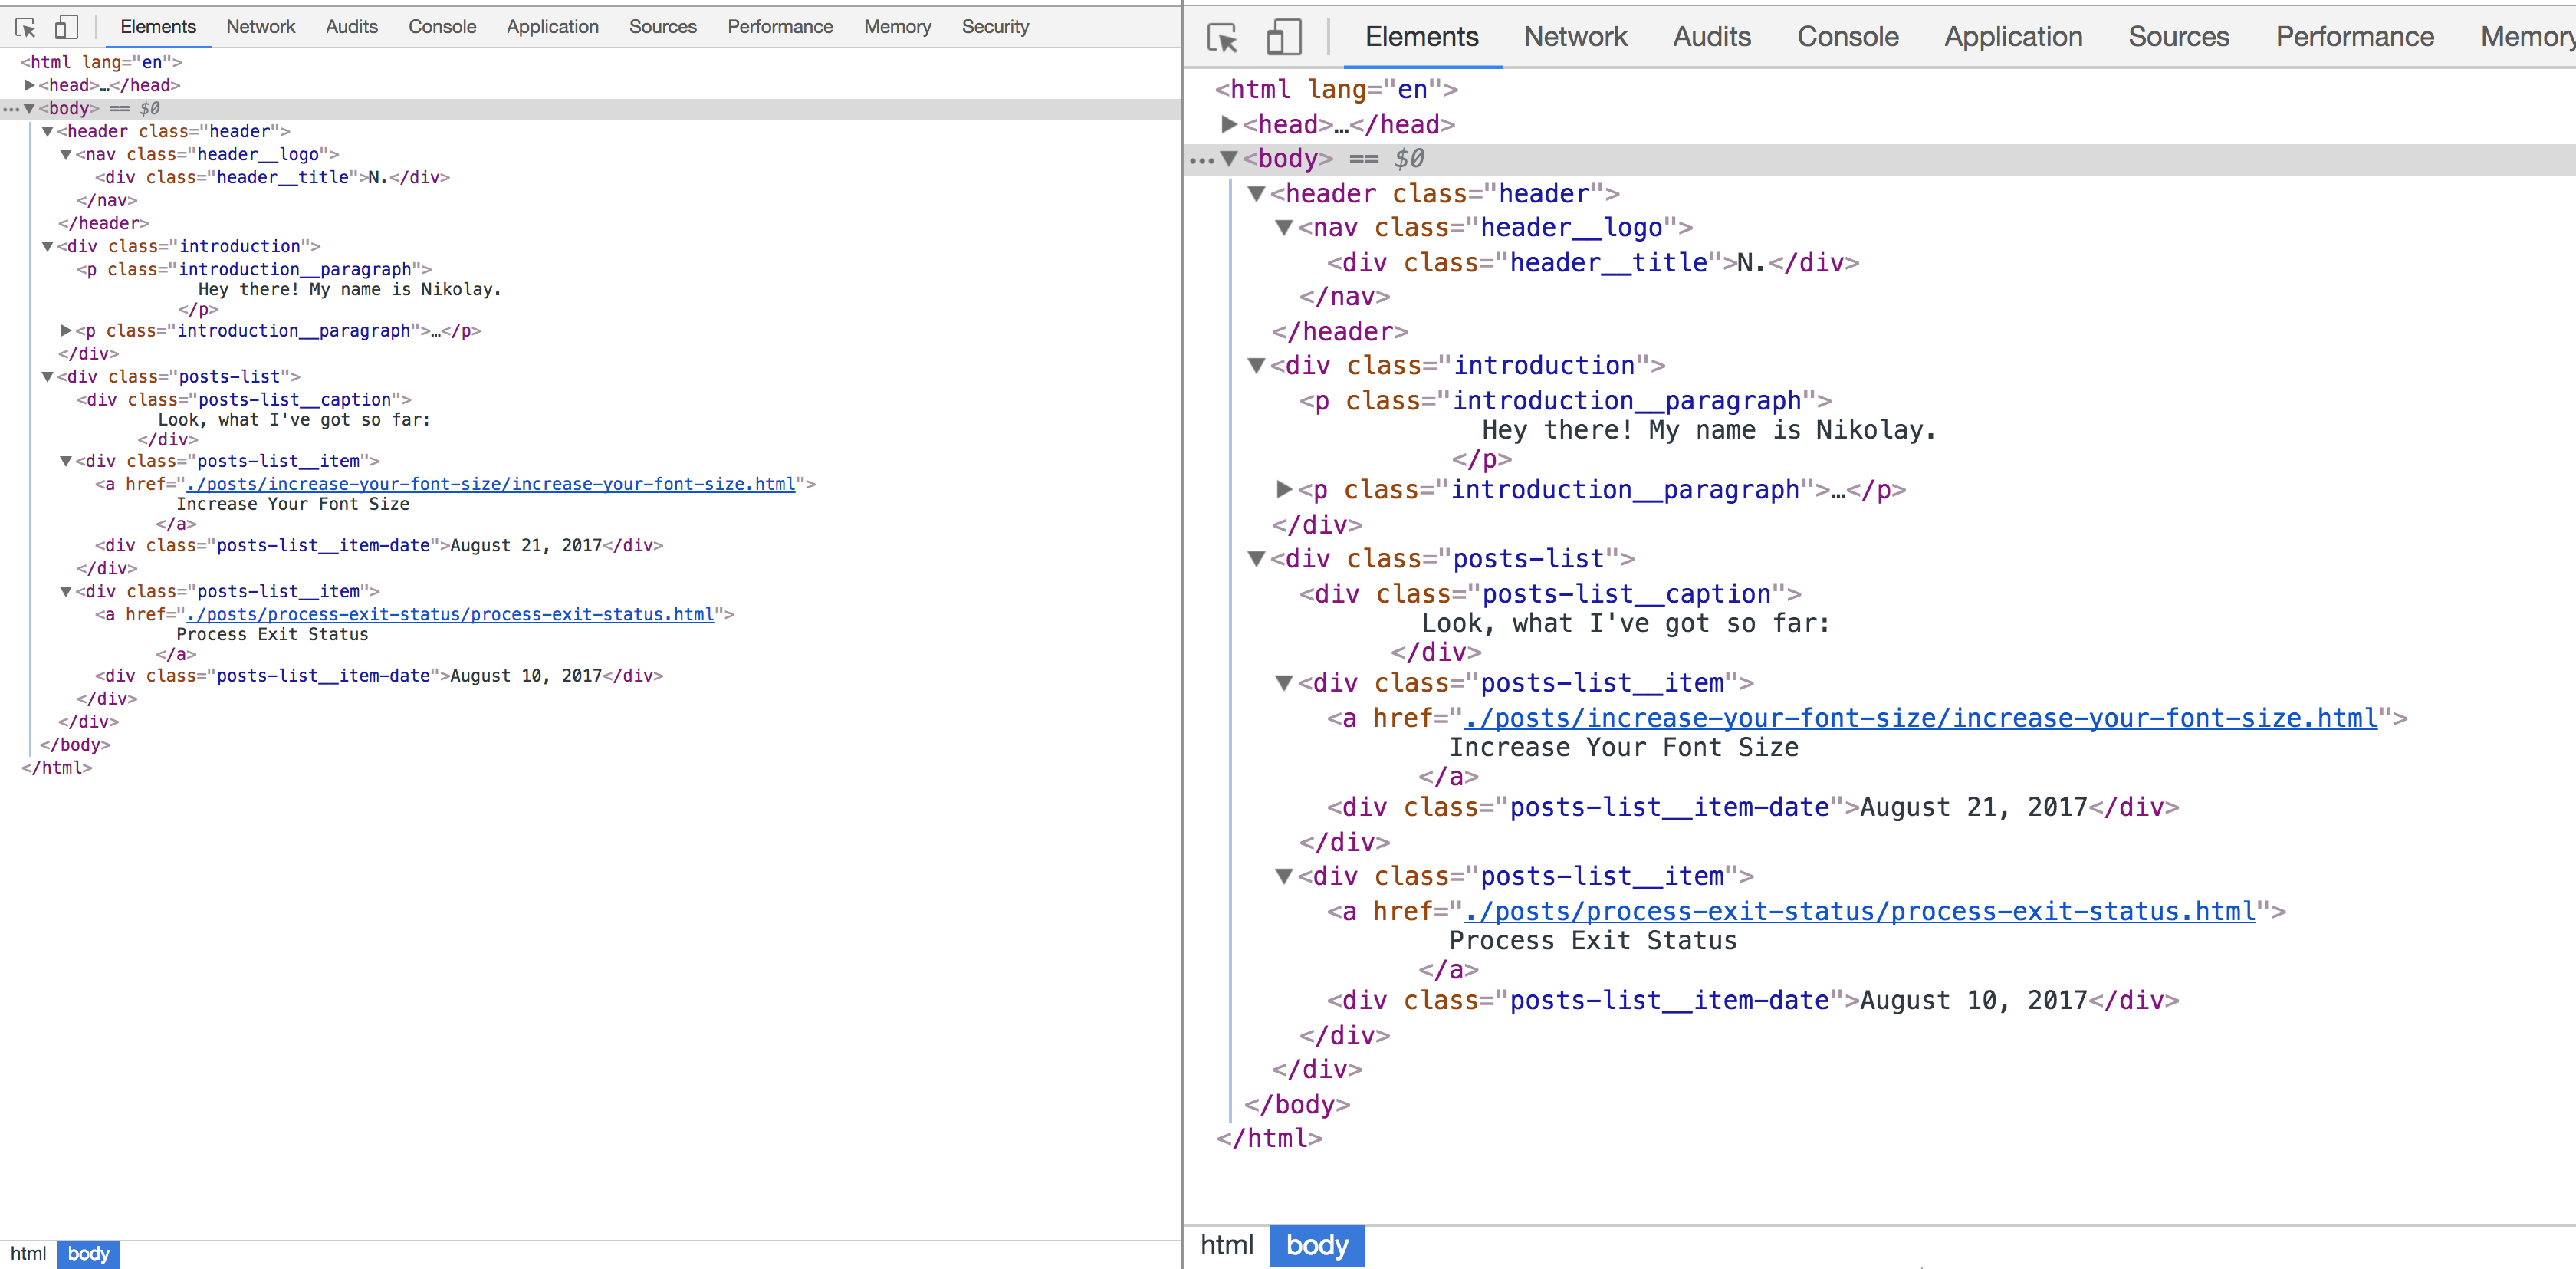 Elements Network Audits Console Application Sources Performance Memory Security
<html lang="en">
<head>…</head>
<body> == $0
<header class="header">
<nav class="header__logo">
<div class="header__title">N.</div>
</nav>
</header>
<div class="introduction">
<p class="introduction__paragraph">
Hey there! My name is Nikolay.
</p>
<p class="introduction__paragraph">…</p>
</div>
<div class="posts-list">
<div class="posts-list__caption">
Look, what I've got so far:
</div>
<div class="posts-list__item">
<a href="./posts/increase-your-font-size/increase-your-font-size.html">
Increase Your Font Size
</a>
<div class="posts-list__item-date">August 21, 2017</div>
</div>
<div class="posts-list__item">
<a href="./posts/process-exit-status/process-exit-status.html">
Process Exit Status
</a>
<div class="posts-list__item-date">August 10, 2017</div>
</div>
</div>
</body>
</html>
html body
Elements Network Audits Console Application Sources Performance Memory
<html lang="en">
<head>…</head>
<body> == $0
<header class="header">
<nav class="header__logo">
<div class="header__title">N.</div>
</nav>
</header>
<div class="introduction">
<p class="introduction__paragraph">
Hey there! My name is Nikolay.
</p>
<p class="introduction__paragraph">…</p>
</div>
<div class="posts-list">
<div class="posts-list__caption">
Look, what I've got so far:
</div>
<div class="posts-list__item">
<a href="./posts/increase-your-font-size/increase-your-font-size.html">
Increase Your Font Size
</a>
<div class="posts-list__item-date">August 21, 2017</div>
</div>
<div class="posts-list__item">
<a href="./posts/process-exit-status/process-exit-status.html">
Process Exit Status
</a>
<div class="posts-list__item-date">August 10, 2017</div>
</div>
</div>
</body>
</html>
html body